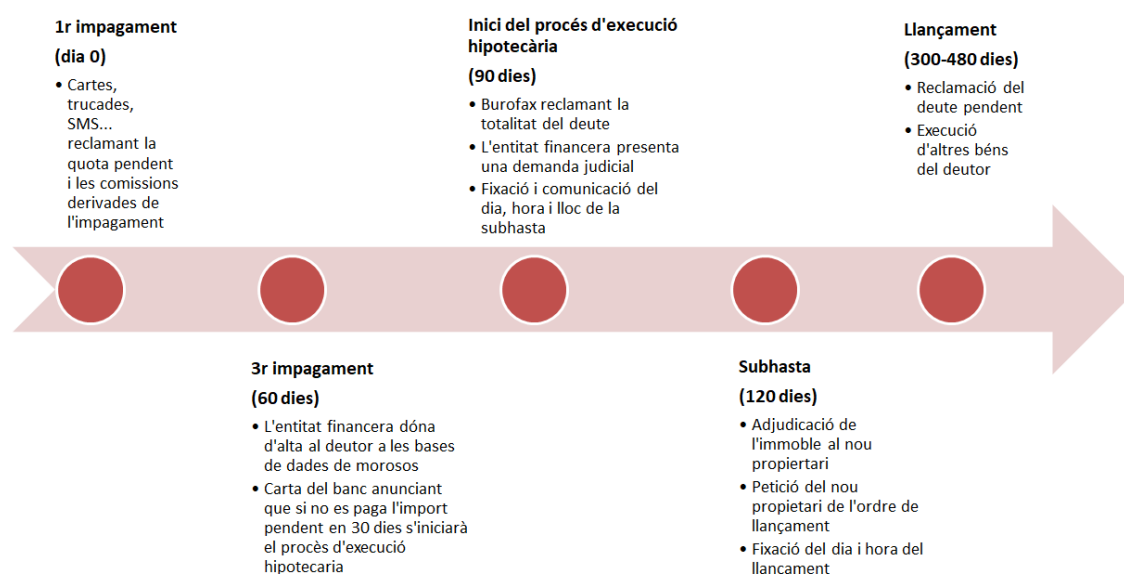 1r impagament
(dia 0)
• Cartes,
trucades,
SMS...
reclamant la
quota pendent
i les comissions
derivades de
l'impagament
3r impagament
(60 dies)
• L'entitat financera dóna
d'alta al deutor a les bases
de dades de morosos
• Carta del banc anunciant
que si no es paga l'import
pendent en 30 dies s'iniciarà
el procès d'execució
hipotecaria
Inici del procés d'execució
hipotecària
(90 dies)
• Burofax reclamant la
totalitat del deute
• L'entitat financera presenta
una demanda judicial
• Fixació i comunicació del
dia, hora i lloc de la
subhasta
Subhasta
(120 dies)
• Adjudicació de
l'immoble al nou
propiertari
• Petició del nou
propietari de l'ordre de
llançament
• Fixació del dia i hora del
llançament
Llançament
(300-480 dies)
• Reclamació del
deute pendent
• Execució
d'altres béns
del deutor